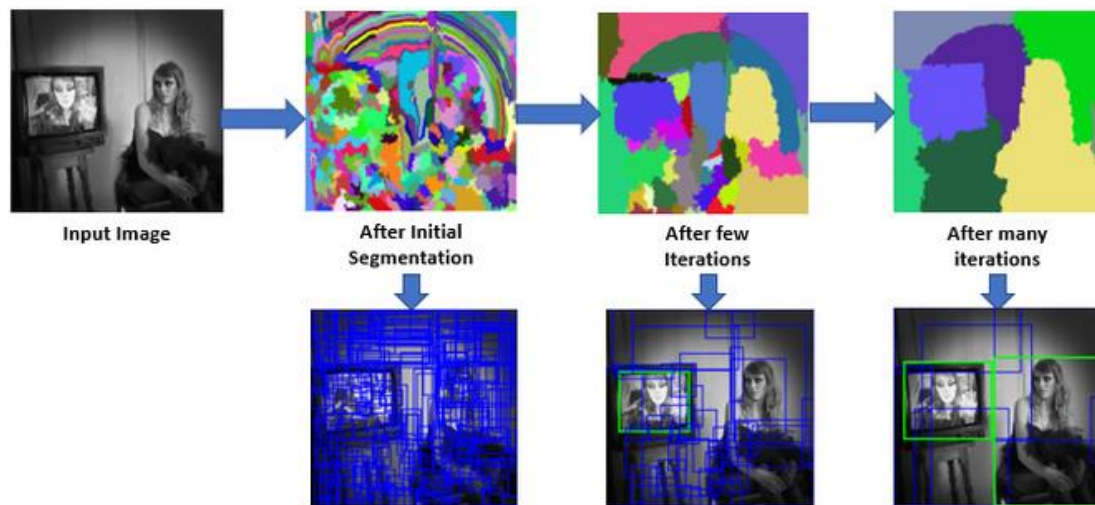 Input Image
After Initial
Segmentation
After few
Iterations
After many
iterations